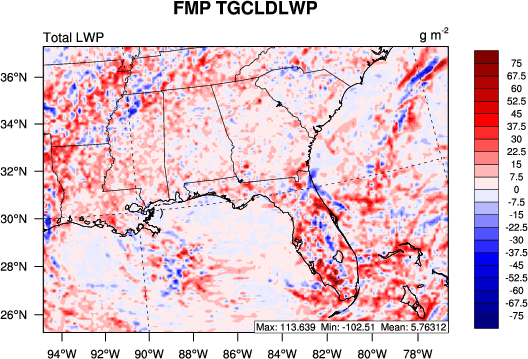 FMP TGCLDLWP
Total LWP
g m-2
36°N
34°N
32°N
30°N
28°N
26°N
94°W 92°W 90°W 88°W 86°W 84°W 82°W 80°W 78°W
Max: 113.639 Min: -102.51 Mean: 5.76312
75
67.5
60
52.5
45
37.5
30
22.5
15
7.5
0
-7.5
-15
-22.5
-30
-37.5
-45
-52.5
-60
-67.5
-75